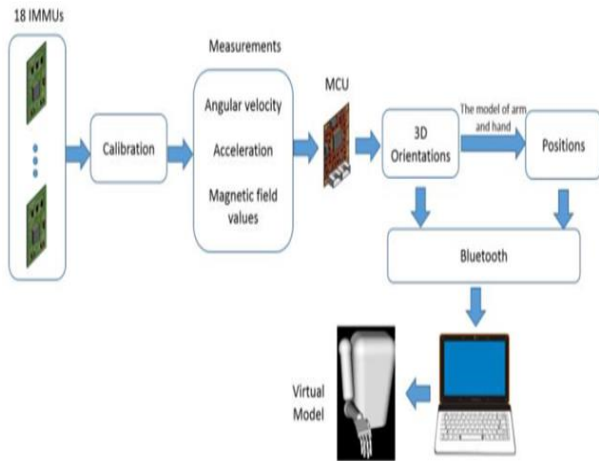 18 IMMUs
Measurements
Calibration
Angular velocity
Acceleration
Magnetic field
values
MCU
3D
Orientations
The model of arm
and hand
Positions
Bluetooth
Virtual
Model